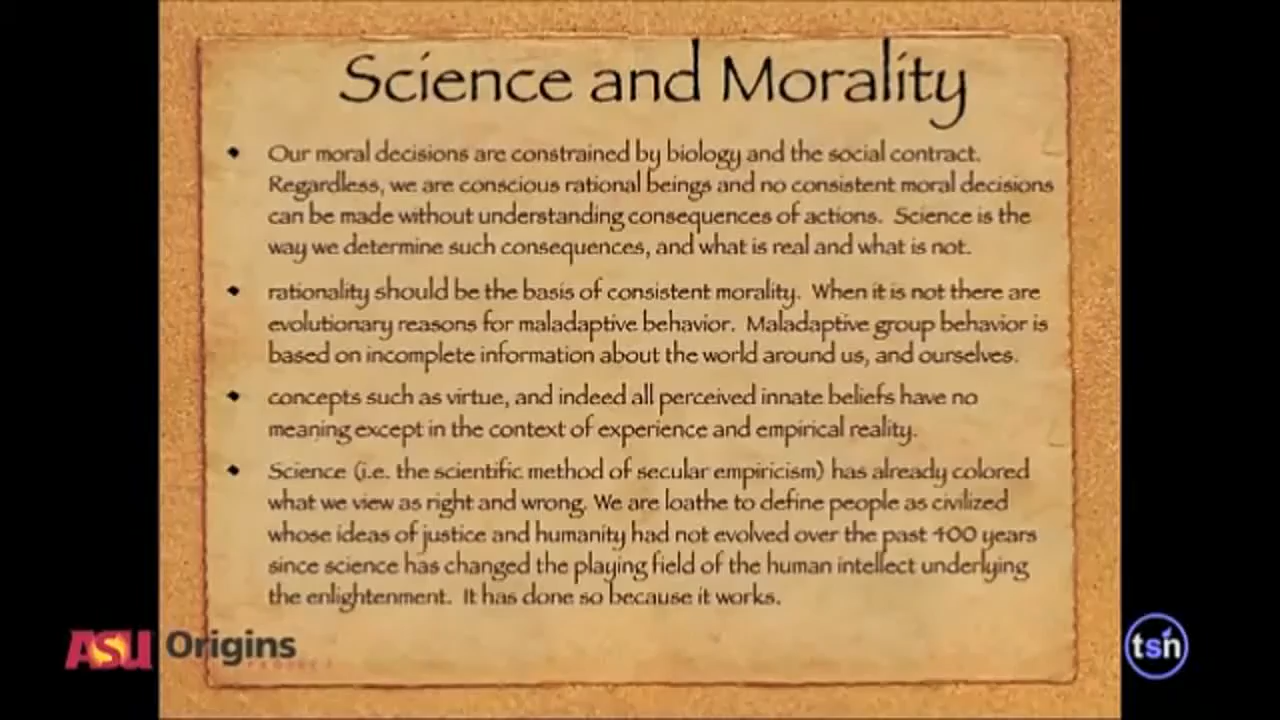 Science and Morality
• Our moral decisions are constrained by biology and the social contract.
Regardless, we are conscious rational beings and no consistent moral decisions
can be made without understanding consequences of actions. Science is the
way we determine such consequences, and what is real and what is not.
• rationality should be the basis of consistent morality. When it is not there are
evolutionary reasons for maladaptive behavior. Maladaptive group behavior is
based on incomplete information about the world around us, and ourselves.
• concepts such as virtue, and indeed all perceived innate beliefs have no
meaning except in the context of experience and empirical reality.
• Science (i.e. the scientific method of secular empiricism) has already colored
what we view as right and wrong. We are loathe to define people as civilized
whose ideas of justice and humanity had not evolved over the past 400 years
since science has changed the playing field of the human intellect underlying
the enlightenment. It has done so because it works.
ASU Origins
PROJECT
tsn